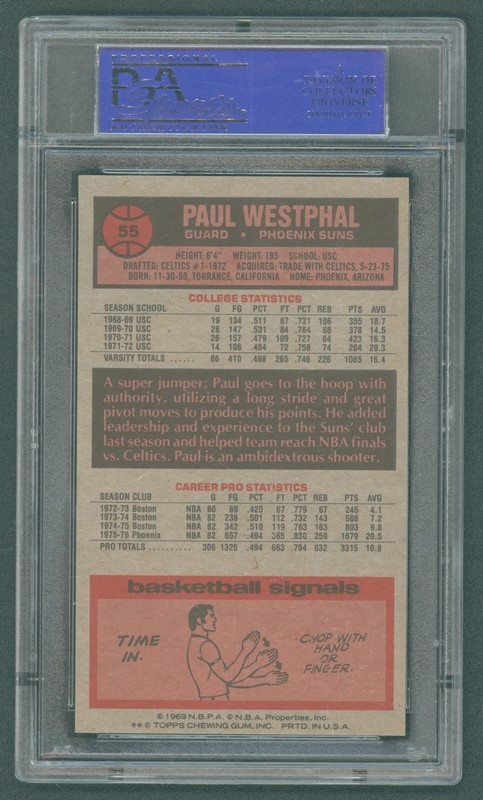 PROFESSIONAL
PSA
DIVISION OF
COLLECTORS
UNIVERSE
55
PAUL WESTPHAL
GUARD • PHOENIX SUNS
HEIGHT: 6'4" WEIGHT: 195 SCHOOL: USC
DRAFTED: CELTICS #1-1972 ACQUIRED: TRADE WITH CELTICS, 5-23-75
BORN: 11-30-50, TORRANCE, CALIFORNIA HOME: PHOENIX, ARIZONA
COLLEGE STATISTICS
SEASON SCHOOL G FG PCT FT PCT REB PTS AVG
1968-69 USC 19 134 .511 87 .731 106 355 18.7
1969-70 USC 26 147 .531 84 .764 68 378 14.5
1970-71 USC 26 157 .479 109 .727 84 423 16.3
1971-72 USC 14 106 .484 72 .758 74 284 20.3
VARSITY TOTALS ...... 66 410 .498 265 .746 226 1085 16.4
A super jumper, Paul goes to the hoop with
authority, utilizing a long stride and great
pivot moves to produce his points. He added
leadership and experience to the Suns' club
last season and helped team reach NBA finals
vs. Celtics. Paul is an ambidextrous shooter.
CAREER PRO STATISTICS
SEASON CLUB G FG PCT FT PCT REB PTS AVG
1972-73 Boston NBA 60 89 .420 67 .779 67 245 4.1
1973-74 Boston NBA 82 238 .501 112 .732 143 588 7.2
1974-75 Boston NBA 82 342 .510 119 .763 163 803 9.8
1975-76 Phoenix NBA 82 657 .494 365 .830 259 1679 20.5
PRO TOTALS .......... 306 1326 .494 663 .794 632 3315 10.8
basketball signals
TIME
IN.
CHOP WITH
HAND
OR
FINGER.
© 1969 N.B.P.A. © N.B.A. Properties, Inc.
** © TOPPS CHEWING GUM, INC. PRTD. IN U.S.A.